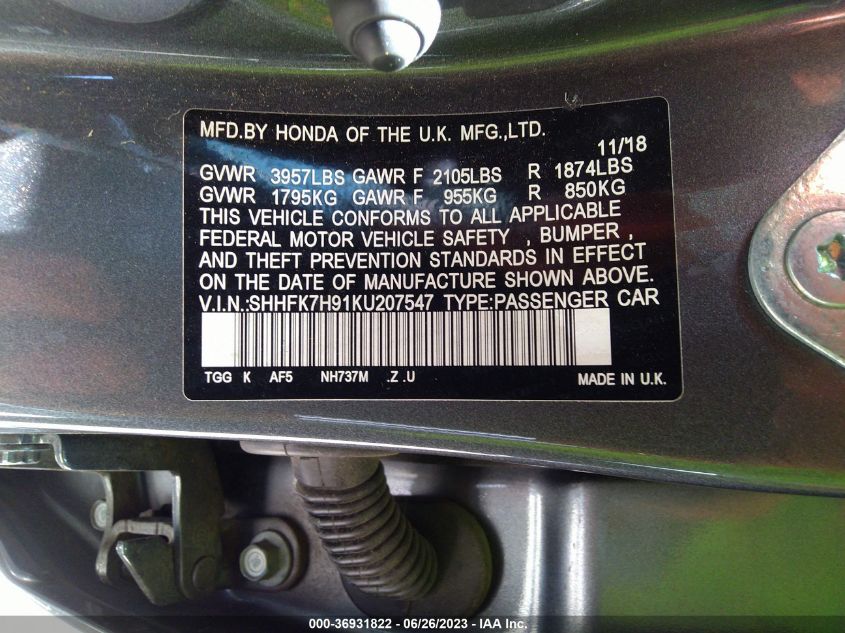 MFD.BY HONDA OF THE U.K. MFG.,LTD.
11/18
GVWR 3957LBS GAWR F 2105LBS R 1874LBS
GVWR 1795KG GAWR F 955KG R 850KG
THIS VEHICLE CONFORMS TO ALL APPLICABLE
FEDERAL MOTOR VEHICLE SAFETY , BUMPER ,
AND THEFT PREVENTION STANDARDS IN EFFECT
ON THE DATE OF MANUFACTURE SHOWN ABOVE.
V.I.N.:SHHFK7H91KU207547 TYPE:PASSENGER CAR
TGG K AF5 NH737M .Z .U MADE IN U.K.
000-36931822 - 06/26/2023 - IAA Inc.